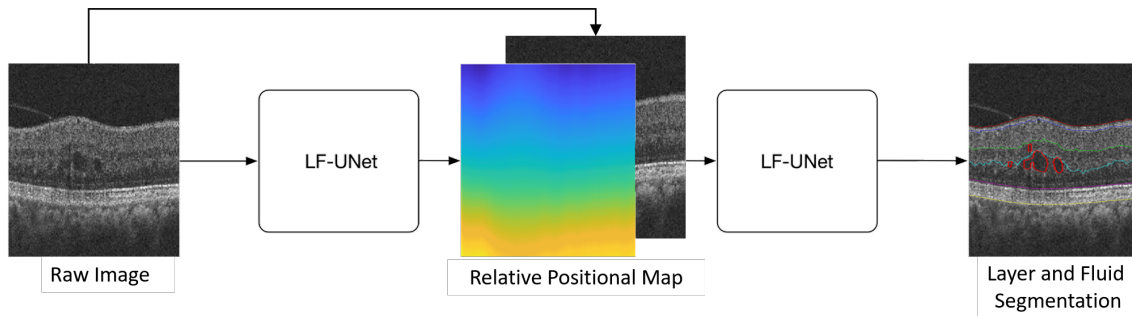 LF-UNet
LF-UNet
Raw Image
Relative Positional Map
Layer and Fluid
Segmentation